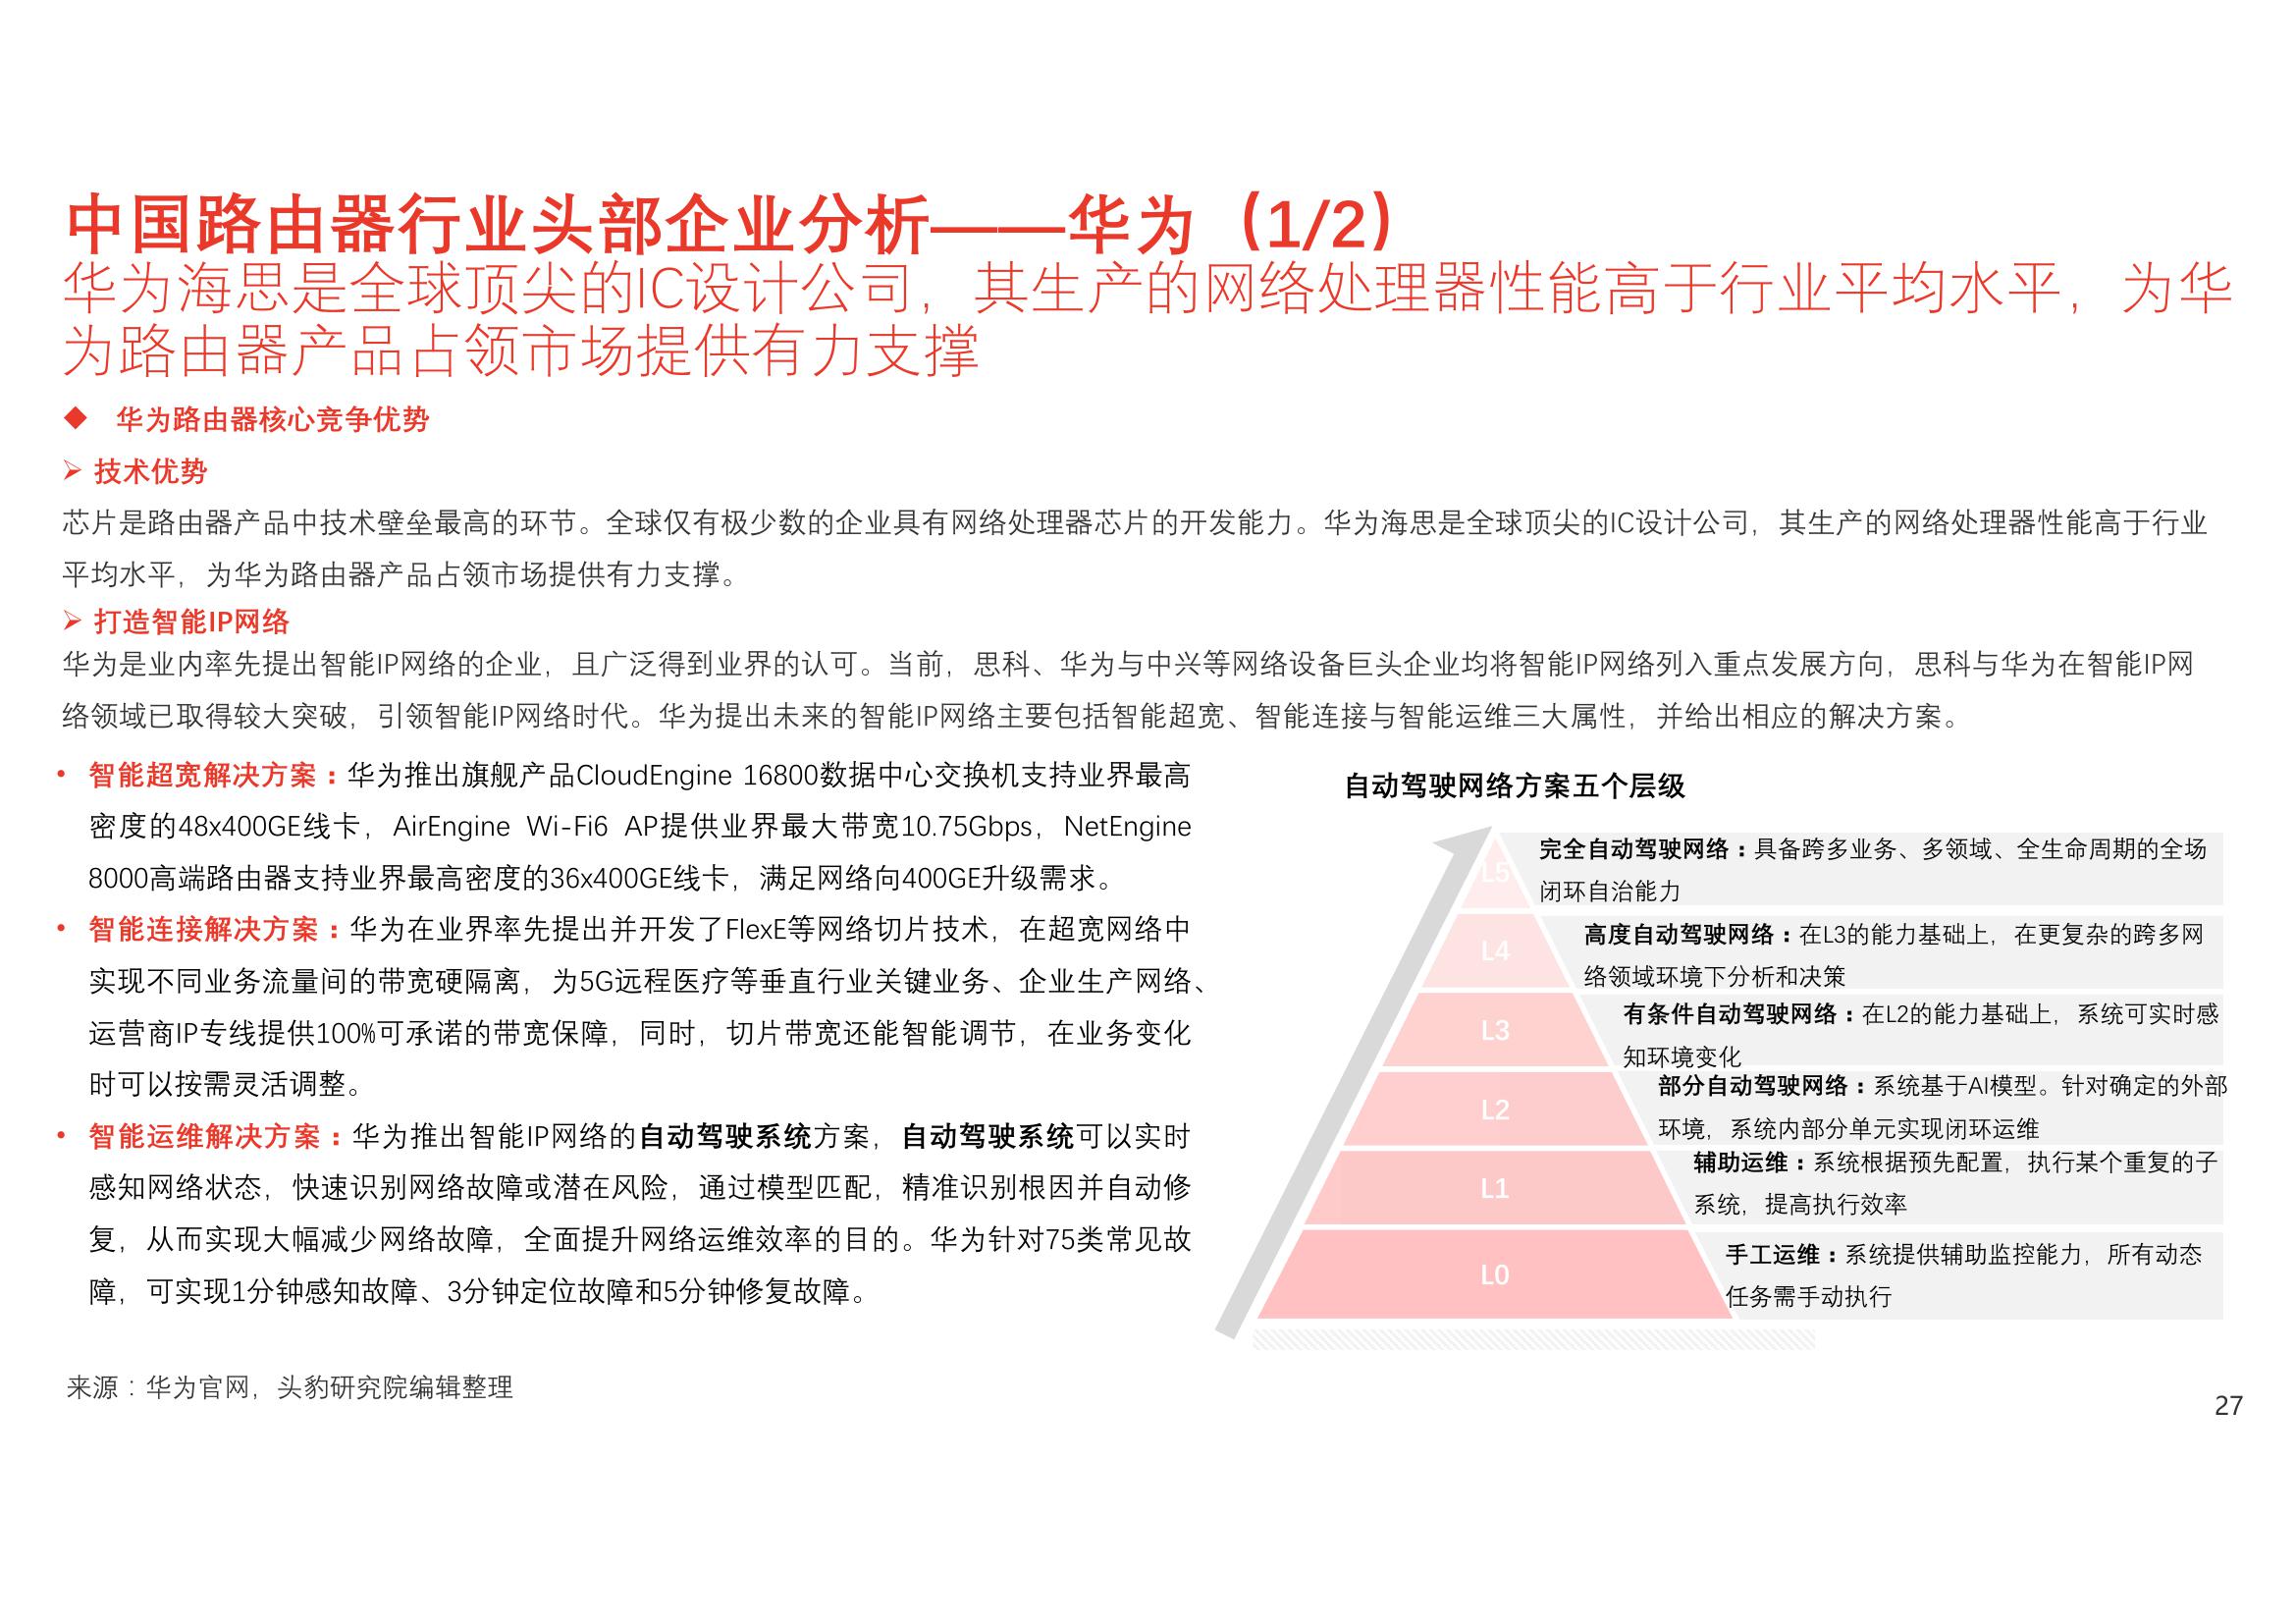 中国路由器行业头部企业分析——华为（1/2）
华为海思是全球顶尖的IC设计公司，其生产的网络处理器性能高于行业平均水平，为华
为路由器产品占领市场提供有力支撑
◆ 华为路由器核心竞争优势
➢ 技术优势
芯片是路由器产品中技术壁垒最高的环节。全球仅有极少数的企业具有网络处理器芯片的开发能力。华为海思是全球顶尖的IC设计公司，其生产的网络处理器性能高于行业
平均水平，为华为路由器产品占领市场提供有力支撑。
➢ 打造智能IP网络
华为是业内率先提出智能IP网络的企业，且广泛得到业界的认可。当前，思科、华为与中兴等网络设备巨头企业均将智能IP网络列入重点发展方向，思科与华为在智能IP网
络领域已取得较大突破，引领智能IP网络时代。华为提出未来的智能IP网络主要包括智能超宽、智能连接与智能运维三大属性，并给出相应的解决方案。
• 智能超宽解决方案：华为推出旗舰产品CloudEngine 16800数据中心交换机支持业界最高
密度的48x400GE线卡，AirEngine Wi-Fi6 AP提供业界最大带宽10.75Gbps，NetEngine
8000高端路由器支持业界最高密度的36x400GE线卡，满足网络向400GE升级需求。
• 智能连接解决方案：华为在业界率先提出并开发了FlexE等网络切片技术，在超宽网络中
实现不同业务流量间的带宽硬隔离，为5G远程医疗等垂直行业关键业务、企业生产网络、
运营商IP专线提供100%可承诺的带宽保障，同时，切片带宽还能智能调节，在业务变化
时可以按需灵活调整。
• 智能运维解决方案：华为推出智能IP网络的自动驾驶系统方案，自动驾驶系统可以实时
感知网络状态，快速识别网络故障或潜在风险，通过模型匹配，精准识别根因并自动修
复，从而实现大幅减少网络故障，全面提升网络运维效率的目的。华为针对75类常见故
障，可实现1分钟感知故障、3分钟定位故障和5分钟修复故障。
自动驾驶网络方案五个层级
L5
完全自动驾驶网络：具备跨多业务、多领域、全生命周期的全场
闭环自治能力
L4
高度自动驾驶网络：在L3的能力基础上，在更复杂的跨多网
络领域环境下分析和决策
L3
有条件自动驾驶网络：在L2的能力基础上，系统可实时感
知环境变化
L2
部分自动驾驶网络：系统基于AI模型。针对确定的外部
环境，系统内部分单元实现闭环运维
L1
辅助运维：系统根据预先配置，执行某个重复的子
系统，提高执行效率
L0
手工运维：系统提供辅助监控能力，所有动态
任务需手动执行
来源：华为官网，头豹研究院编辑整理
27